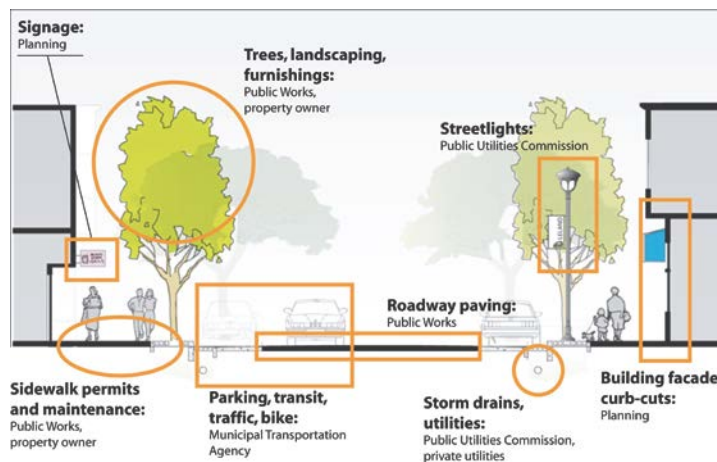 Signage:
Planning
Trees, landscaping,
furnishings:
Public Works,
property owner
Streetlights:
Public Utilities Commission
LELAND
Roadway paving:
Public Works
Sidewalk permits
and maintenance:
Public Works,
property owner
Parking, transit,
traffic, bike:
Municipal Transportation
Agency
Storm drains,
utilities:
Public Utilities Commission,
private utilities
Building facade,
curb-cuts:
Planning